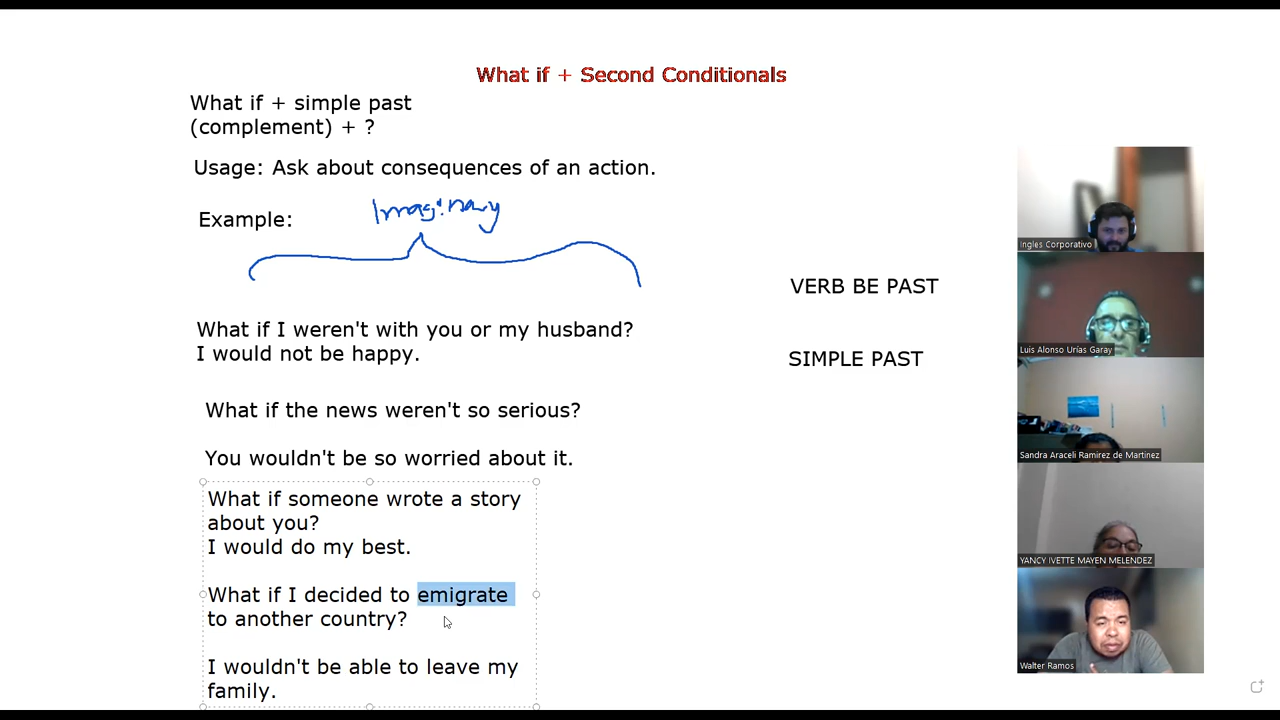 What if + Second Conditionals
What if + simple past
(complement) + ?
Usage: Ask about consequences of an action.
Example:
Imaginary
VERB BE PAST
What if I weren't with you or my husband?
I would not be happy.
SIMPLE PAST
What if the news weren't so serious?
You wouldn't be so worried about it.
What if someone wrote a story
about you?
I would do my best.
What if I decided to emigrate
to another country?
I wouldn't be able to leave my
family.
Ingles Corporativo
Luis Alonso Urías Garay
Sandra Araceli Ramirez de Martinez
YANCY IVETTE MAYEN MELENDEZ
Walter Ramos